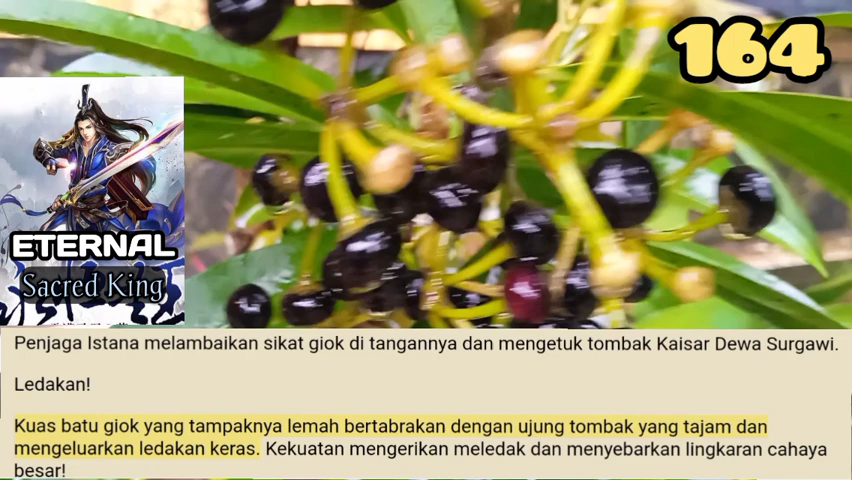 164
ETERNAL
Sacred King
Penjaga Istana melambaikan sikat giok di tangannya dan mengetuk tombak Kaisar Dewa Surgawi.
Ledakan!
Kuas batu giok yang tampaknya lemah bertabrakan dengan ujung tombak yang tajam dan
mengeluarkan ledakan keras. Kekuatan mengerikan meledak dan menyebarkan lingkaran cahaya
besar!